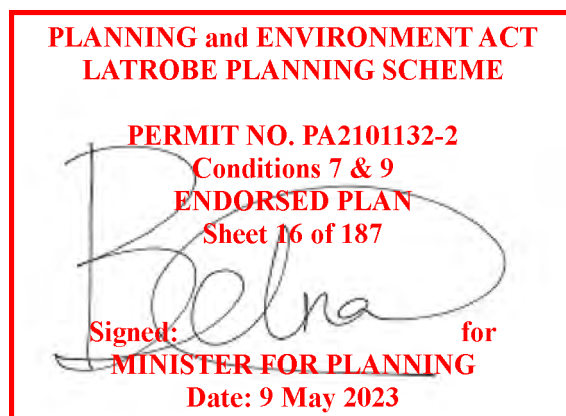 PLANNING and ENVIRONMENT ACT
LATROBE PLANNING SCHEME
PERMIT NO. PA2101132-2
Conditions 7 & 9
ENDORSED PLAN
Sheet 16 of 187
Signed: for
MINISTER FOR PLANNING
Date: 9 May 2023